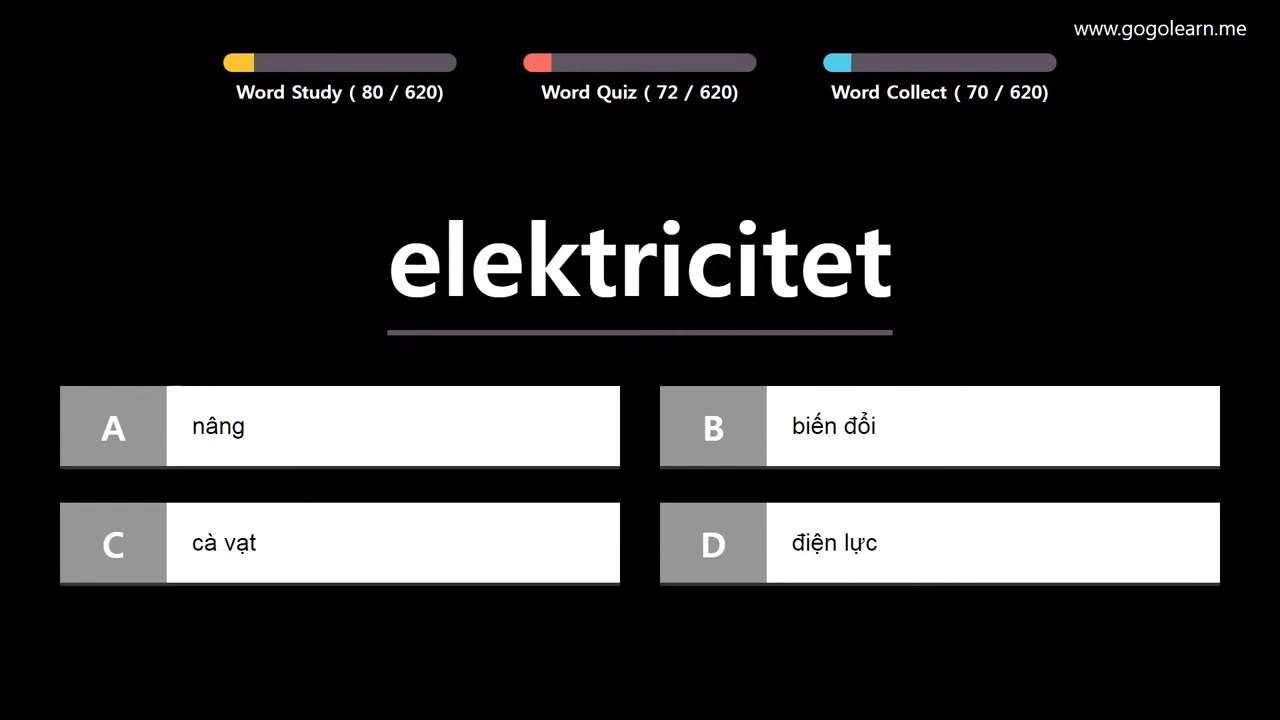 www.gogolearn.me
Word Study ( 80 / 620)
Word Quiz ( 72 / 620)
Word Collect ( 70 / 620)
elektricitet
A nâng
B biến đổi
C cà vạt
D điện lực